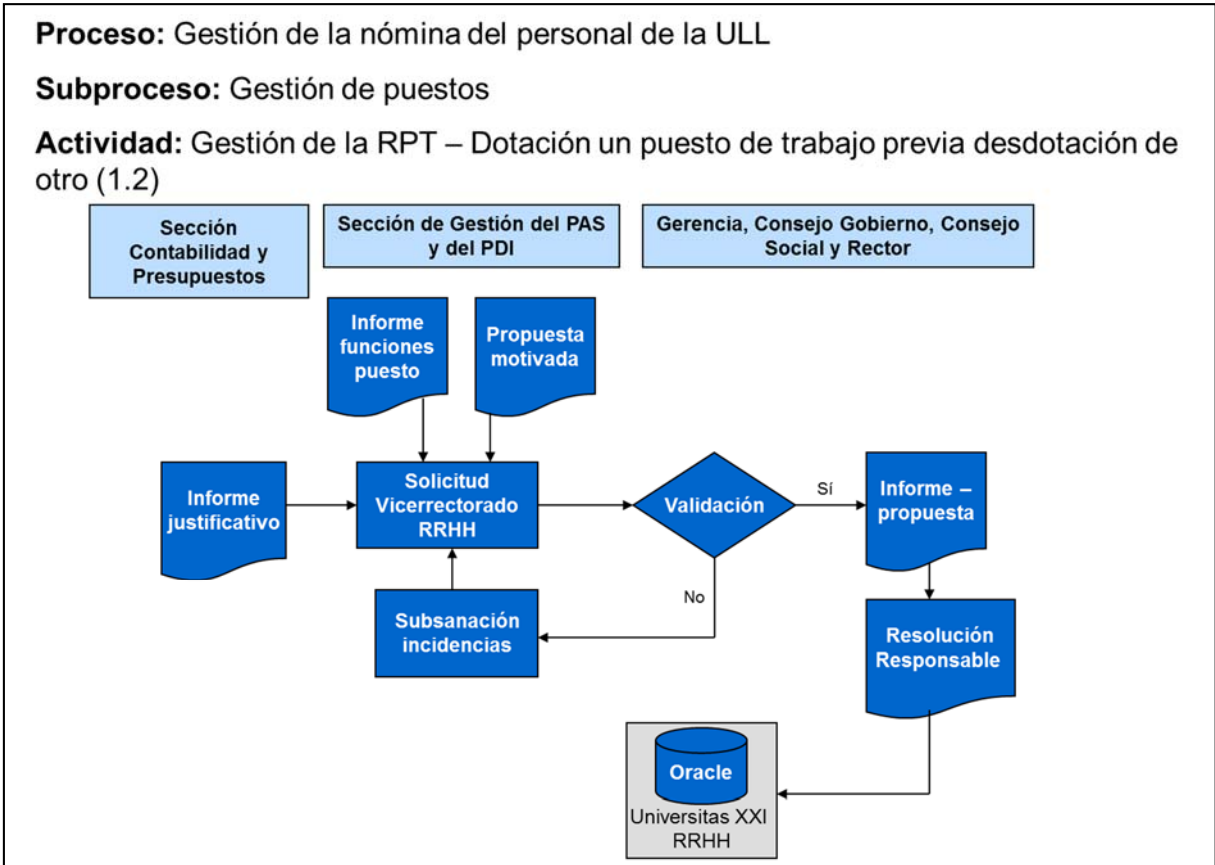 Proceso: Gestión de la nómina del personal de la ULL
Subproceso: Gestión de puestos
Actividad: Gestión de la RPT – Dotación un puesto de trabajo previa desdotación de
otro (1.2)
Sección
Contabilidad y
Presupuestos
Sección de Gestión del PAS
y del PDI
Gerencia, Consejo Gobierno, Consejo
Social y Rector
Informe
funciones
puesto
Propuesta
motivada
Informe
justificativo
Solicitud
Vicerrectorado
RRHH
Validación
Sí
Informe –
propuesta
No
Subsanación
incidencias
Resolución
Responsable
Oracle
Universitas XXI
RRHH